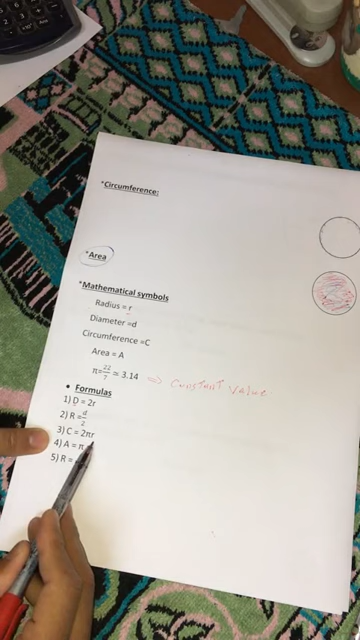 *Circumference:
*Area
*Mathematical symbols
Radius = r
Diameter =d
Circumference =C
Area = A
π=22/7 ≃ 3.14 => Constant value
• Formulas
1) D = 2r
2) R =d/2
3) C = 2πr
4) A = π
5) R =